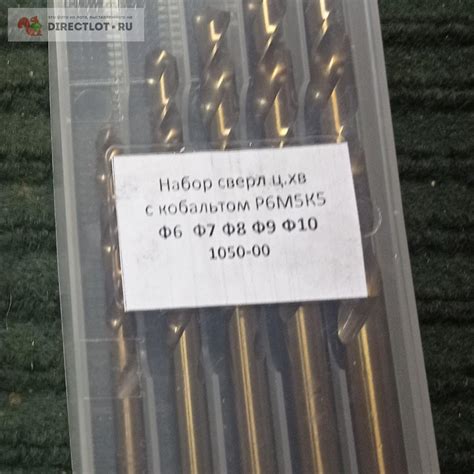 DIRECTLOT.RU
Набор сверл ц.хв
с кобальтом Р6М5К5
Ф6 Ф7 Ф8 Ф9 Ф10
1050-00